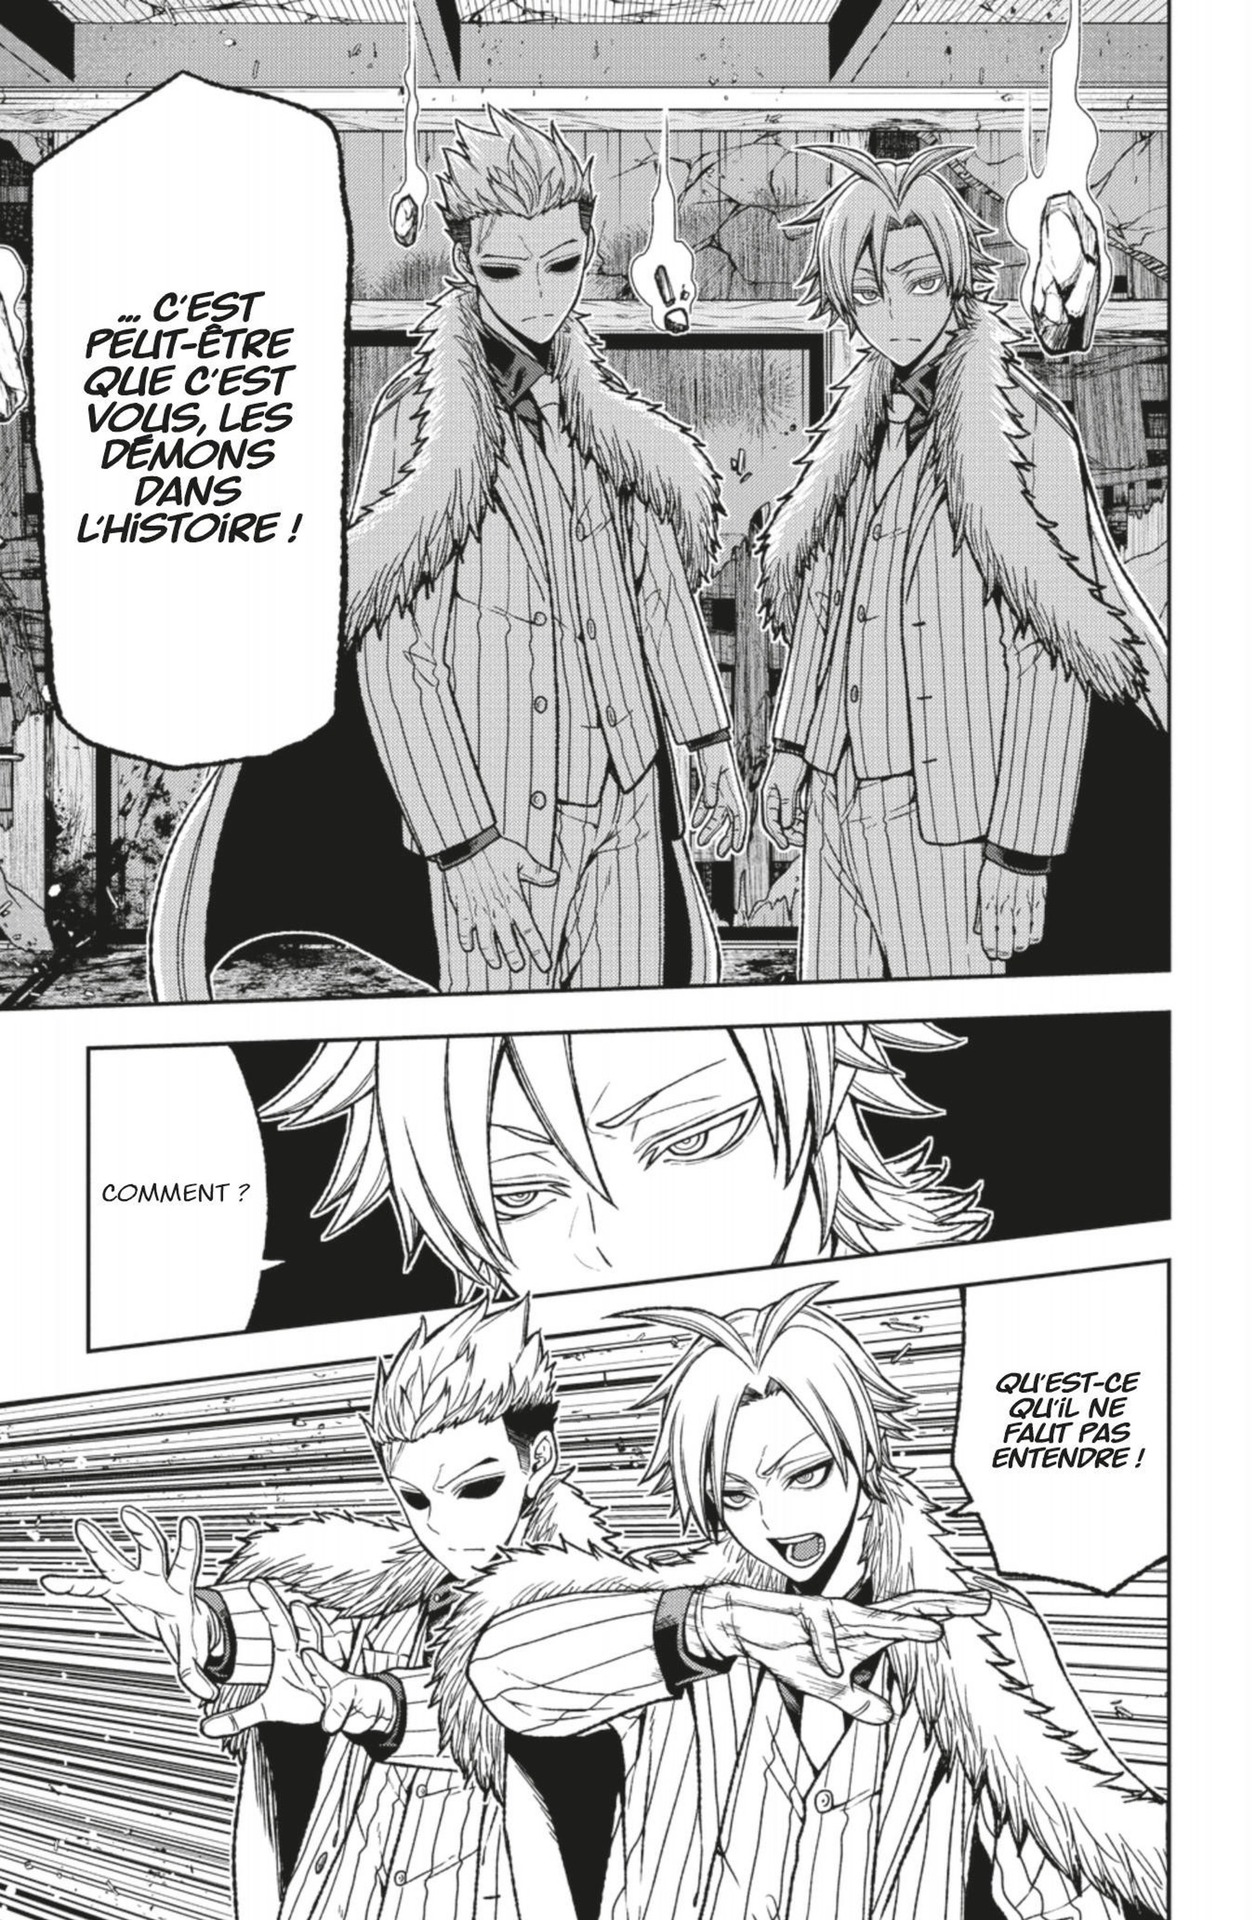 ... C'EST
PEUT-ÊTRE
QUE C'EST
VOUS, LES
DÉMONS
DANS
L'HISTOIRE !
COMMENT ?
QU'EST-CE
QU'IL NE
FAUT PAS
ENTENDRE !